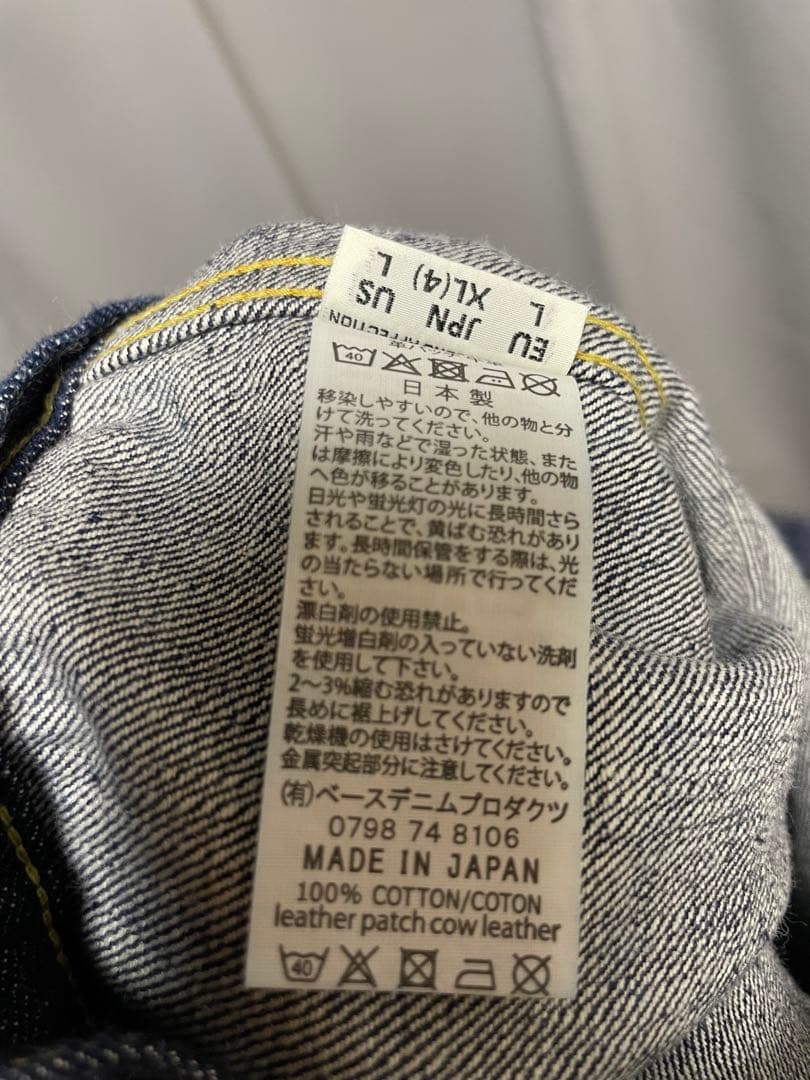 EU JPN US
L XL(4) L
40
日本製
移染しやすいので、他の物と分
けて洗ってください。
汗や雨などで湿った状態、また
は摩擦により変色したり、他の物
へ色が移ることがあります。
日光や蛍光灯の光に長時間さら
されることで、黄ばむ恐れがあり
ます。長時間保管をする際は、光
の当たらない場所で行ってくだ
さい。
漂白剤の使用禁止。
蛍光増白剤の入っていない洗剤
を使用して下さい。
2～3%縮む恐れがありますので
長めに裾上げしてください。
乾燥機の使用はさけてください。
金属突起部分に注意してください。
(有)ベースデニムプロダクツ
0798 74 8106
MADE IN JAPAN
100% COTTON/COTON
leather patch cow leather
40